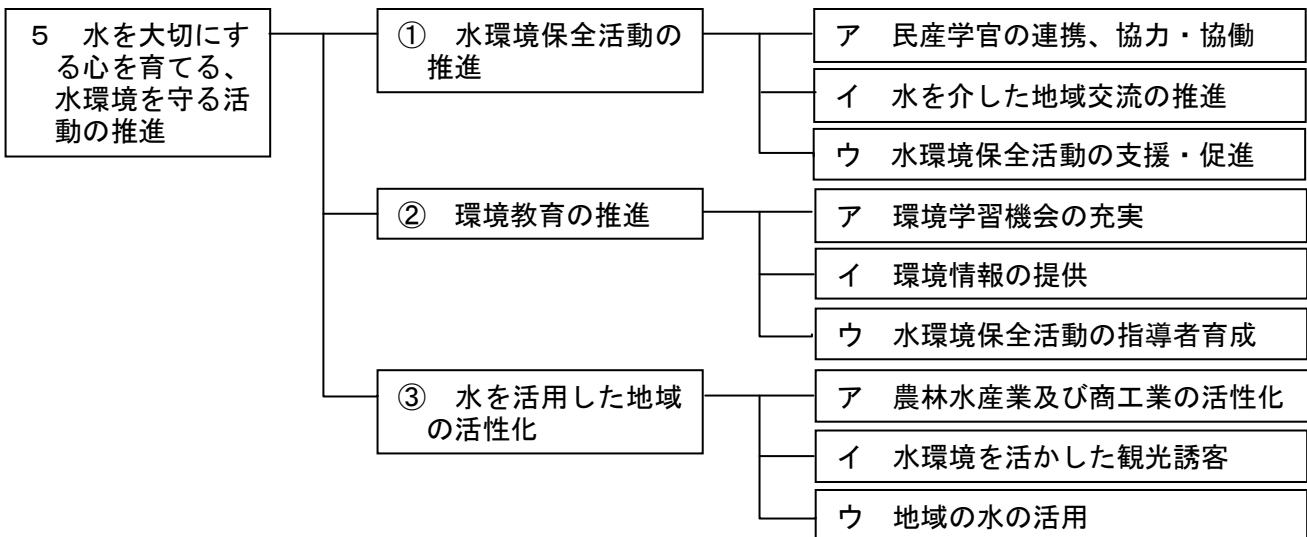 ５　水を大切にす
る心を育てる、
水環境を守る活
動の推進
①　水環境保全活動の
推進
ア　民産学官の連携、協力・協働
イ　水を介した地域交流の推進
ウ　水環境保全活動の支援・促進
②　環境教育の推進
ア　環境学習機会の充実
イ　環境情報の提供
ウ　水環境保全活動の指導者育成
③　水を活用した地域
の活性化
ア　農林水産業及び商工業の活性化
イ　水環境を活かした観光誘客
ウ　地域の水の活用